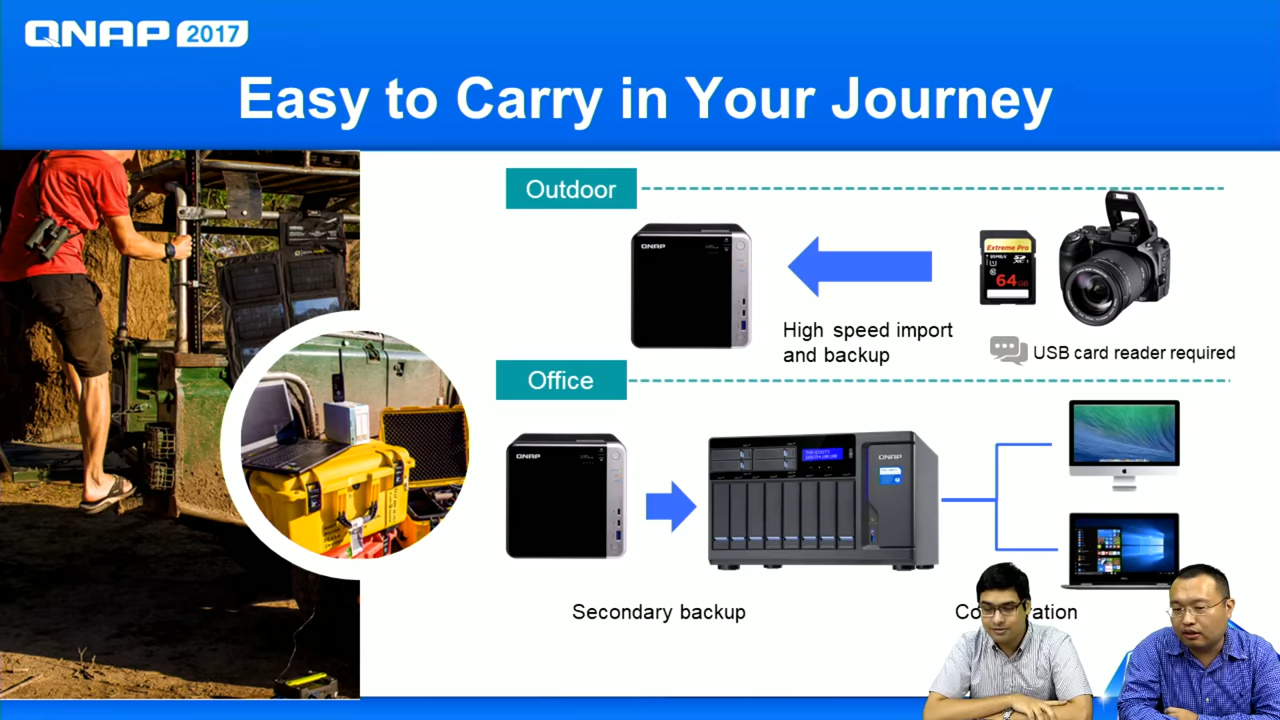 QNAP 2017
Easy to Carry in Your Journey
Outdoor
QNAP
Extreme Pro
64
High speed import
and backup
USB card reader required
Office
QNAP
QNAP
Secondary backup